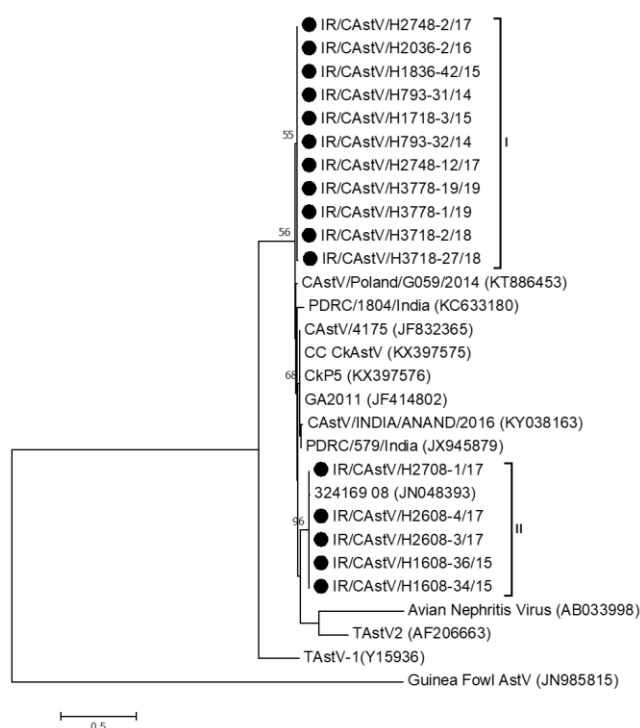 IR/CAstV/H2748-2/17
IR/CAstV/H2036-2/16
IR/CAstV/H1836-42/15
IR/CAstV/H793-31/14
IR/CAstV/H1718-3/15
55
IR/CAstV/H793-32/14
I
IR/CAstV/H2748-12/17
IR/CAstV/H3778-19/19
IR/CAstV/H3778-1/19
56
IR/CAstV/H3718-2/18
IR/CAstV/H3718-27/18
CAstV/Poland/G059/2014 (KT886453)
PDRC/1804/India (KC633180)
CAstV/4175 (JF832365)
CC CkAstV (KX397575)
68
CkP5 (KX397576)
GA2011 (JF414802)
CAstV/INDIA/ANAND/2016 (KY038163)
PDRC/579/India (JX945879)
IR/CAstV/H2708-1/17
324169 08 (JN048393)
96
IR/CAstV/H2608-4/17
II
IR/CAstV/H2608-3/17
IR/CAstV/H1608-36/15
IR/CAstV/H1608-34/15
Avian Nephritis Virus (AB033998)
TAstV2 (AF206663)
TAstV-1(Y15936)
Guinea Fowl AstV (JN985815)
0.5